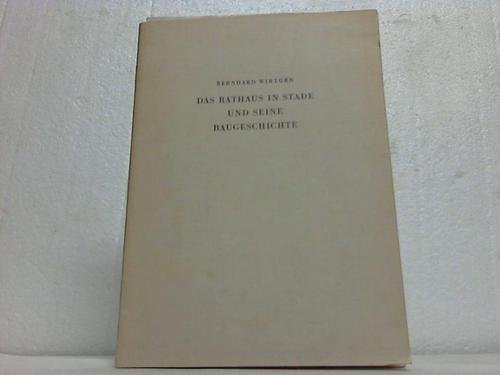 BERNHARD WIRTGEN
DAS RATHAUS IN STADE
UND SEINE
BAUGESCHICHTE